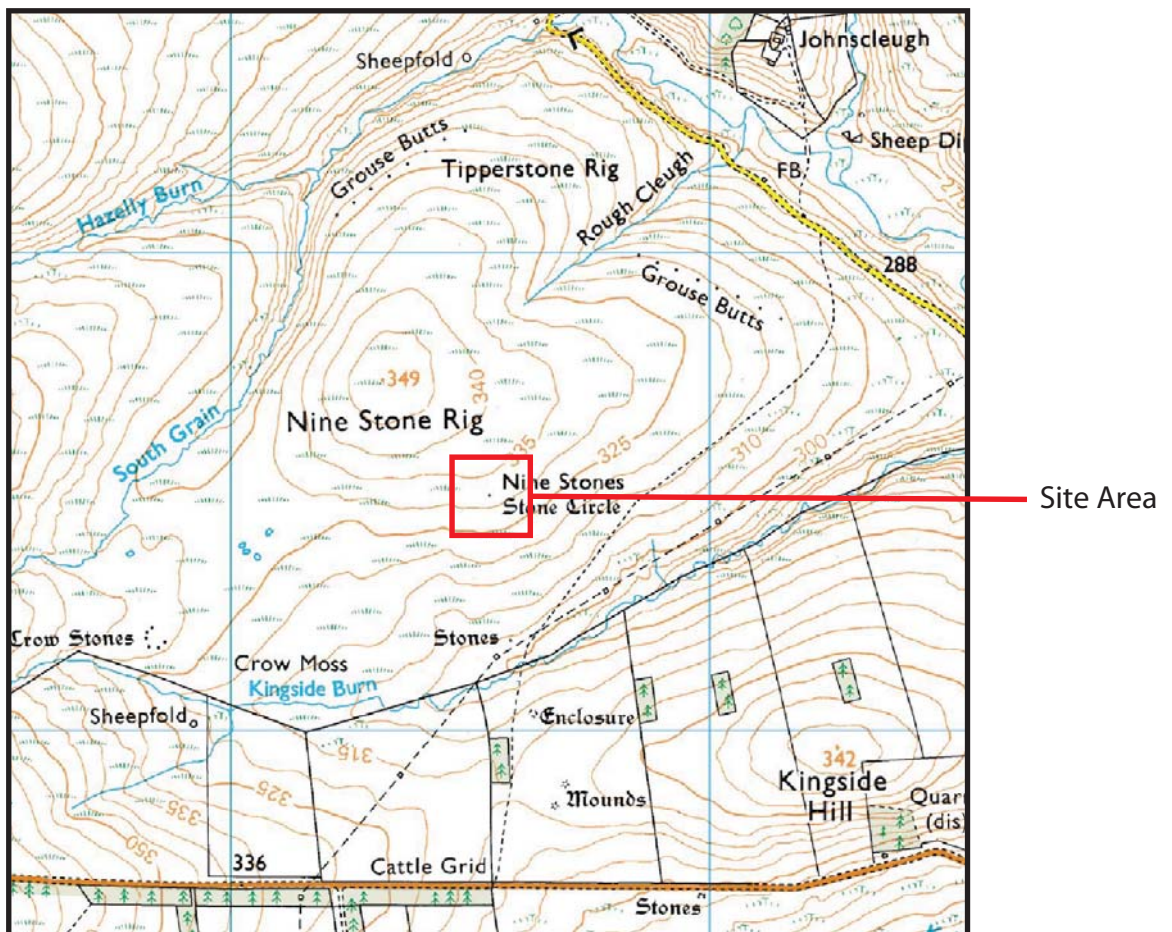 Johnscleugh
Sheepfold
Sheep Di
Grouse Butts
Tipperstone Rig
FB
Rough Cleugh
Hazelly Burn
288
Grouse Butts
349
340
Nine Stone Rig
335
325
310
300
South Grain
Nine Stones
Stone Circle
Site Area
Crow Stones
Stones
Crow Moss
Kingside Burn
Sheepfold
Enclosure
315
342
Kingside
Hill
325
Mounds
Quar
(dis)
335
350
336
Cattle Grid
Stones